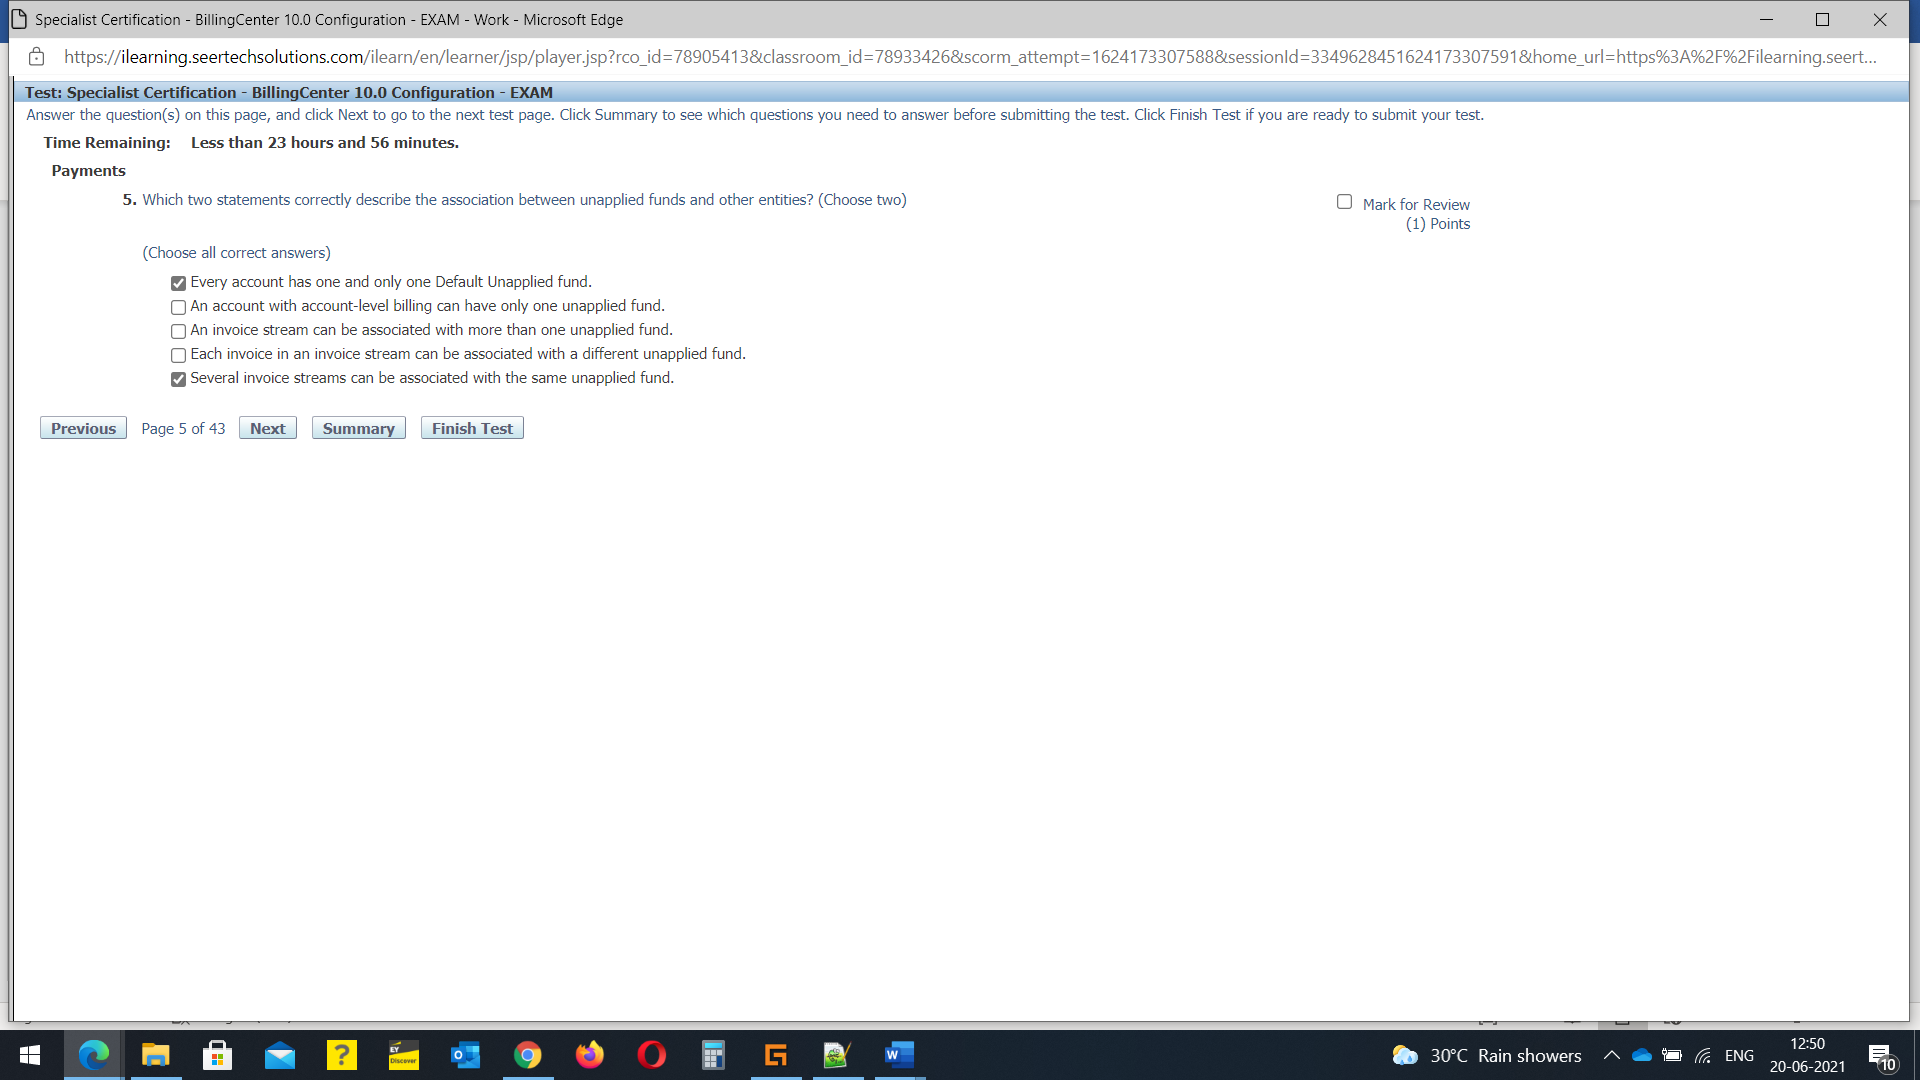 Specialist Certification - BillingCenter 10.0 Configuration - EXAM - Work - Microsoft Edge
https://ilearning.seertechsolutions.com/ilearn/en/learner/jsp/player.jsp?rco_id=78905413&classroom_id=78933426&scorm_attempt=1624173307588&sessionId=3349628451624173307591&home_url=https%3A%2F%2Filearning.seert...
Test: Specialist Certification - BillingCenter 10.0 Configuration - EXAM
Answer the question(s) on this page, and click Next to go to the next test page. Click Summary to see which questions you need to answer before submitting the test. Click Finish Test if you are ready to submit your test.
Time Remaining: Less than 23 hours and 56 minutes.
Payments
5. Which two statements correctly describe the association between unapplied funds and other entities? (Choose two)
Mark for Review
(1) Points
(Choose all correct answers)
Every account has one and only one Default Unapplied fund.
An account with account-level billing can have only one unapplied fund.
An invoice stream can be associated with more than one unapplied fund.
Each invoice in an invoice stream can be associated with a different unapplied fund.
Several invoice streams can be associated with the same unapplied fund.
Previous Page 5 of 43 Next Summary Finish Test
EY
Discover
30°C Rain showers
ENG
12:50
20-06-2021
10